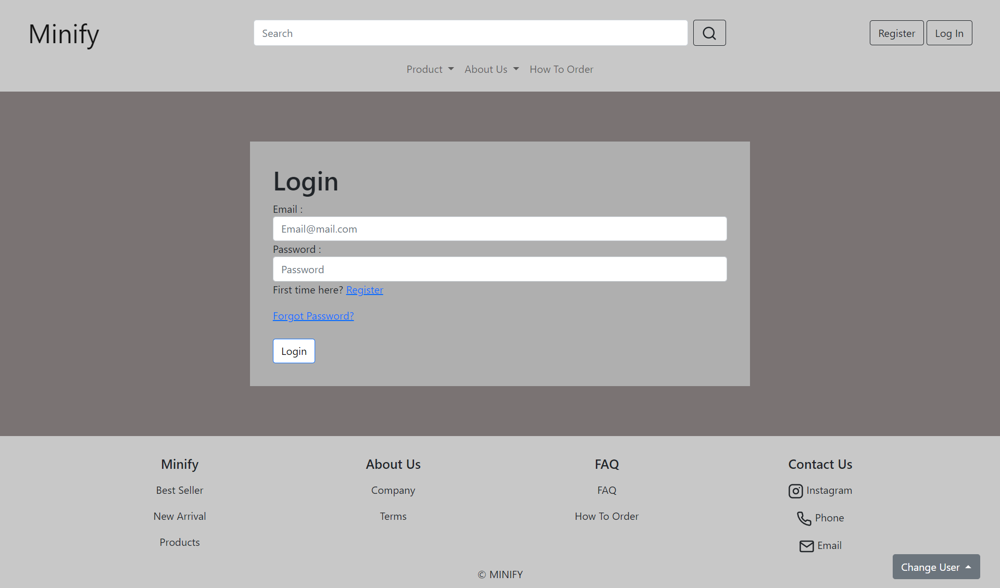 Minify
Search
Register
Log In
Product
About Us
How To Order
Login
Email :
Email@mail.com
Password :
Password
First time here? Register
Forgot Password?
Login
Minify
Best Seller
New Arrival
Products
About Us
Company
Terms
FAQ
FAQ
How To Order
Contact Us
Instagram
Phone
Email
© MINIFY
Change User